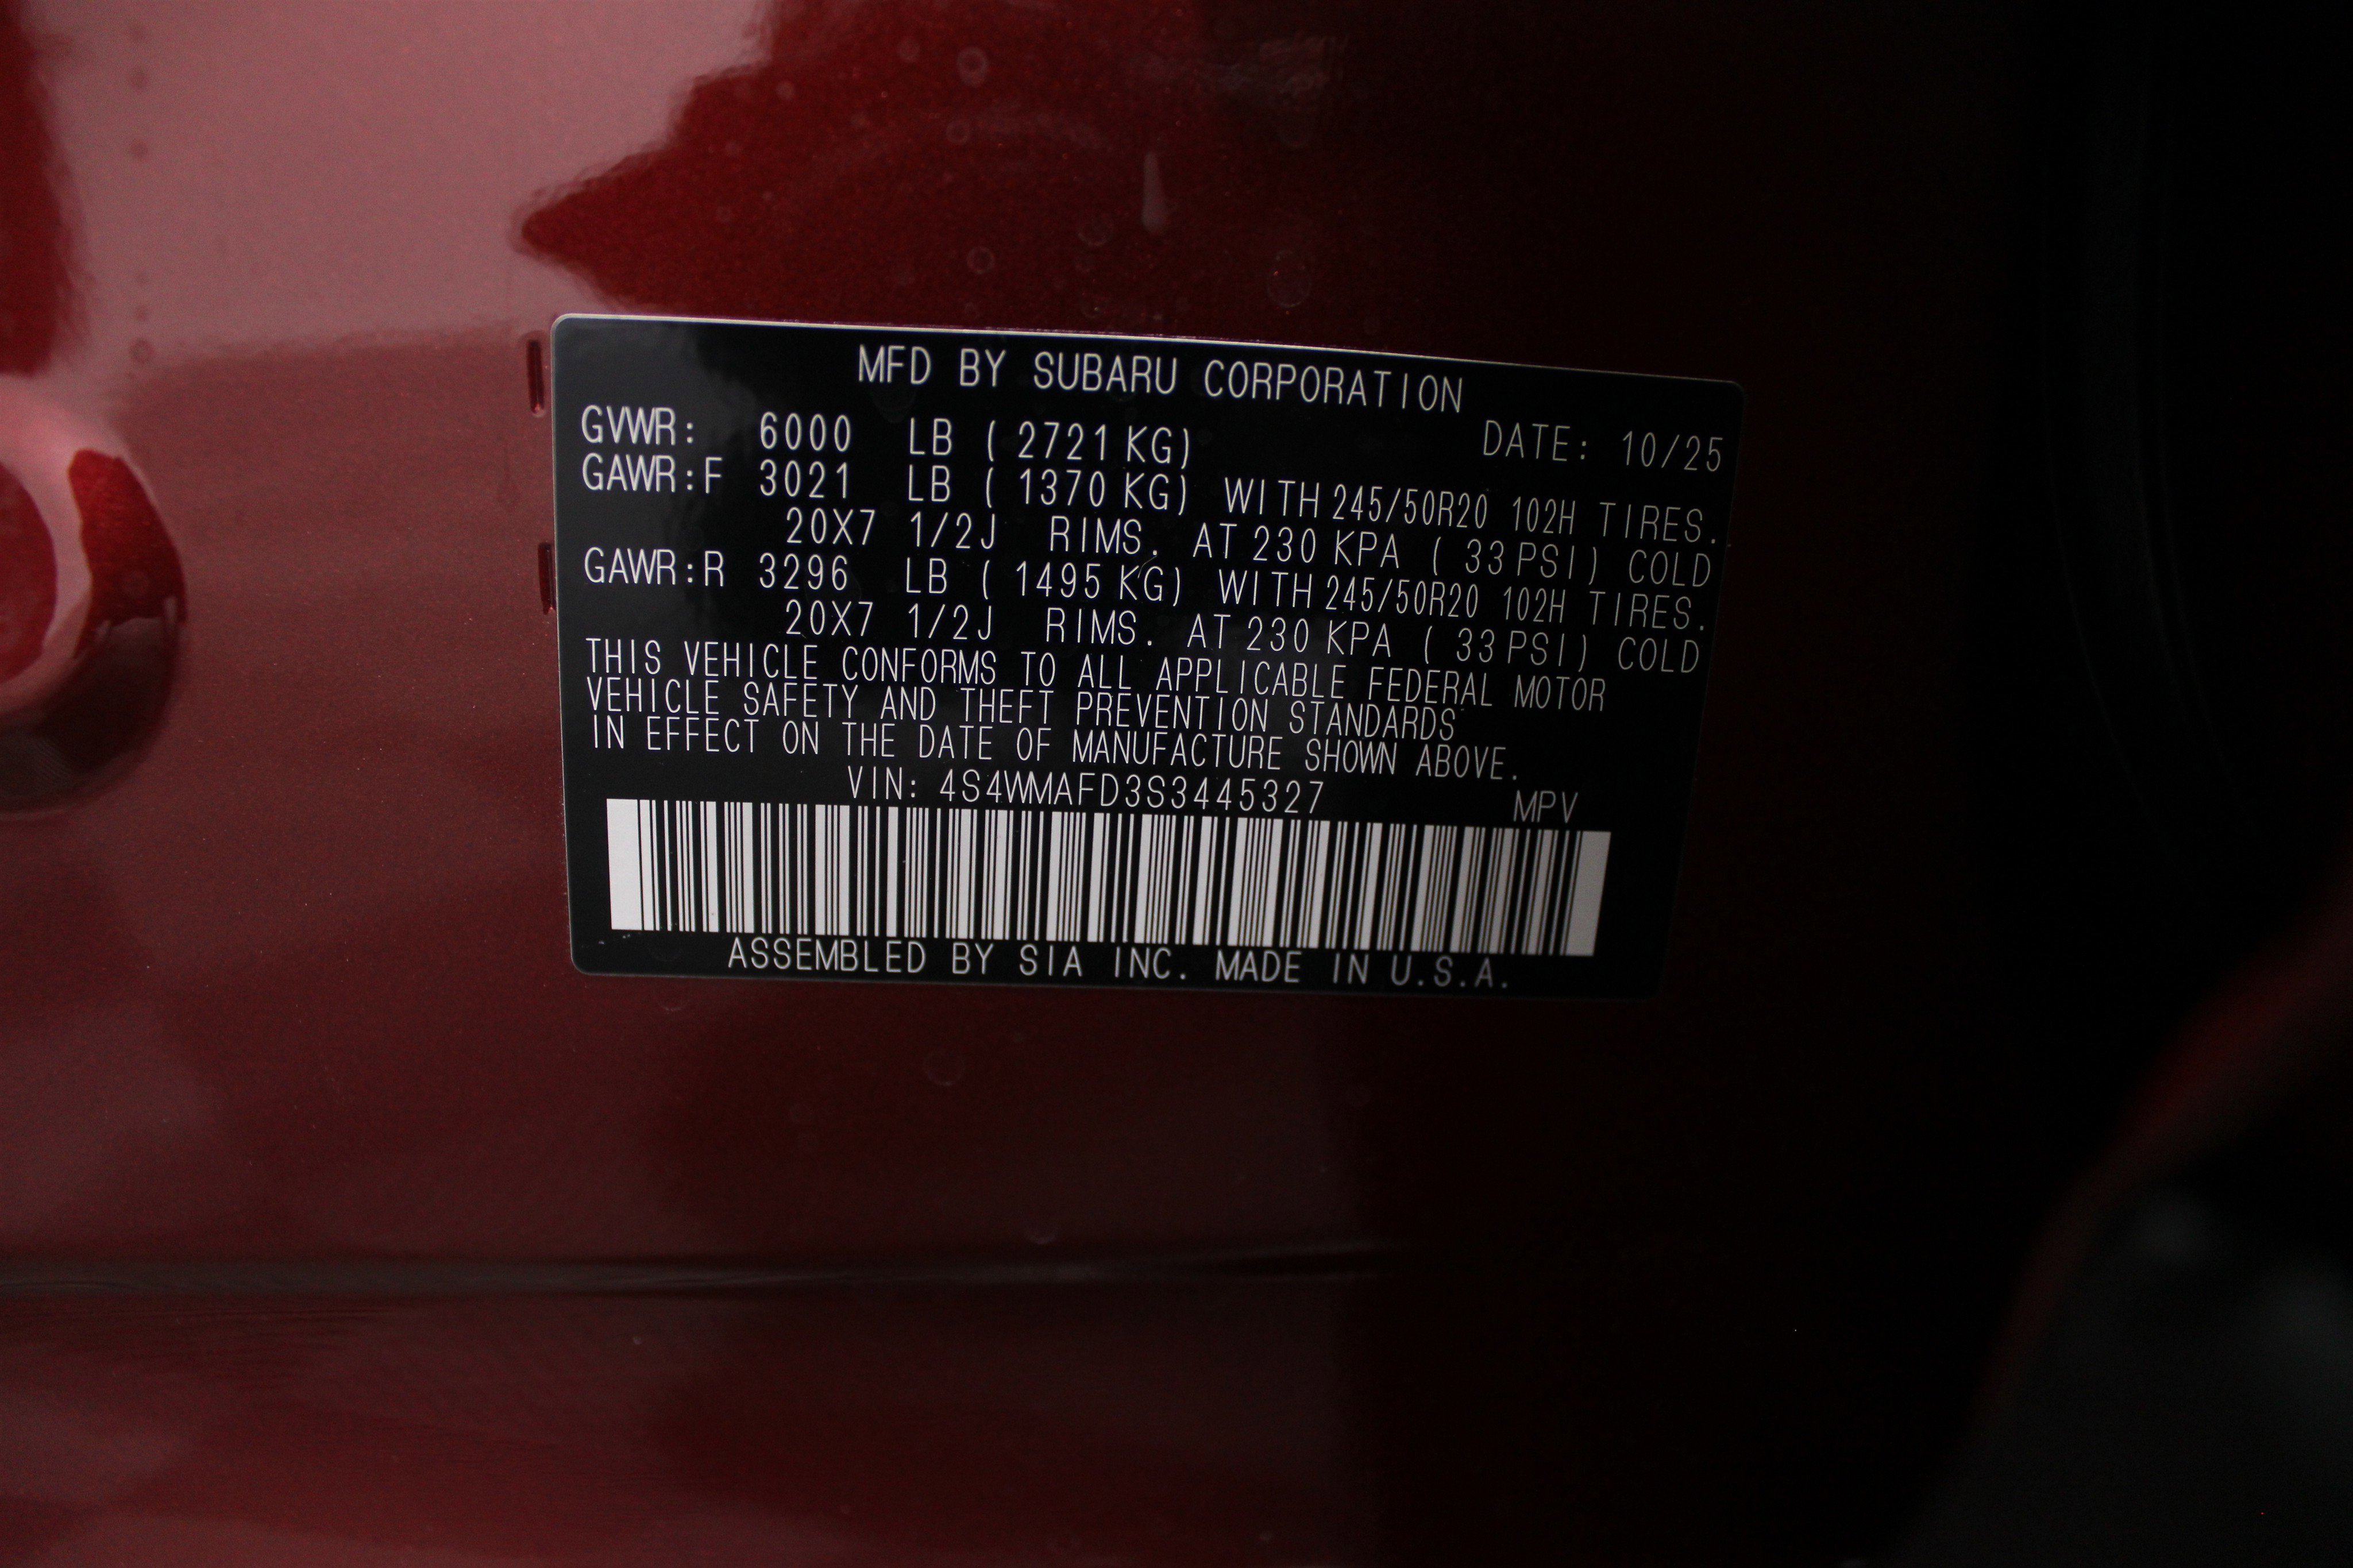 MFD BY SUBARU CORPORATION
GVWR: 6000 LB ( 2721 KG) DATE: 10/25
GAWR:F 3021 LB ( 1370 KG) WITH 245/50R20 102H TIRES.
20X7 1/2J RIMS. AT 230 KPA ( 33 PSI) COLD
GAWR:R 3296 LB ( 1495 KG) WITH 245/50R20 102H TIRES.
20X7 1/2J RIMS. AT 230 KPA ( 33 PSI) COLD
THIS VEHICLE CONFORMS TO ALL APPLICABLE FEDERAL MOTOR
VEHICLE SAFETY AND THEFT PREVENTION STANDARDS
IN EFFECT ON THE DATE OF MANUFACTURE SHOWN ABOVE.
VIN: 4S4WMAFD3S3445327 MPV
ASSEMBLED BY SIA INC. MADE IN U.S.A.